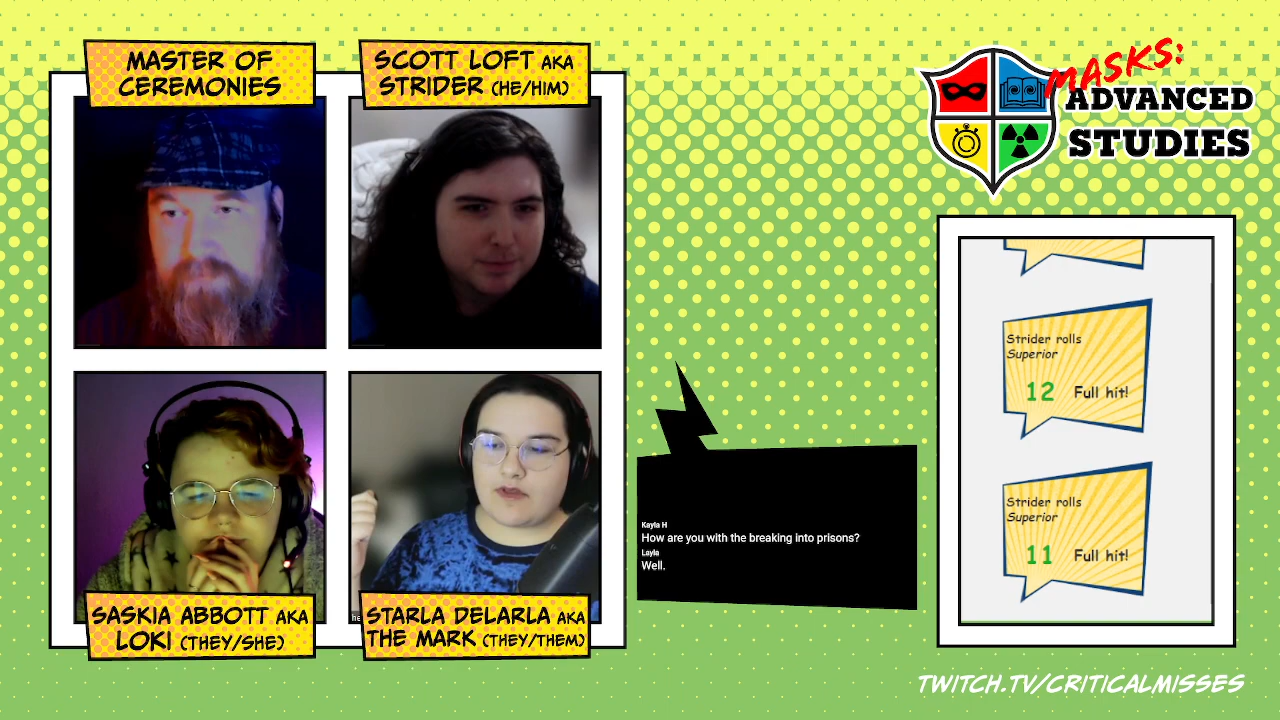 MASTER OF
CEREMONIES
SCOTT LOFT AKA
STRIDER (HE/HIM)
SASKIA ABBOTT AKA
LOKI (THEY/SHE)
STARLA DELARLA AKA
THE MARK (THEY/THEM)
Kayla H
How are you with the breaking into prisons?
Layla
Well.
MASKS:
ADVANCED
STUDIES
Strider rolls
Superior
12 Full hit!
Strider rolls
Superior
11 Full hit!
TWITCH.TV/CRITICALMISSES